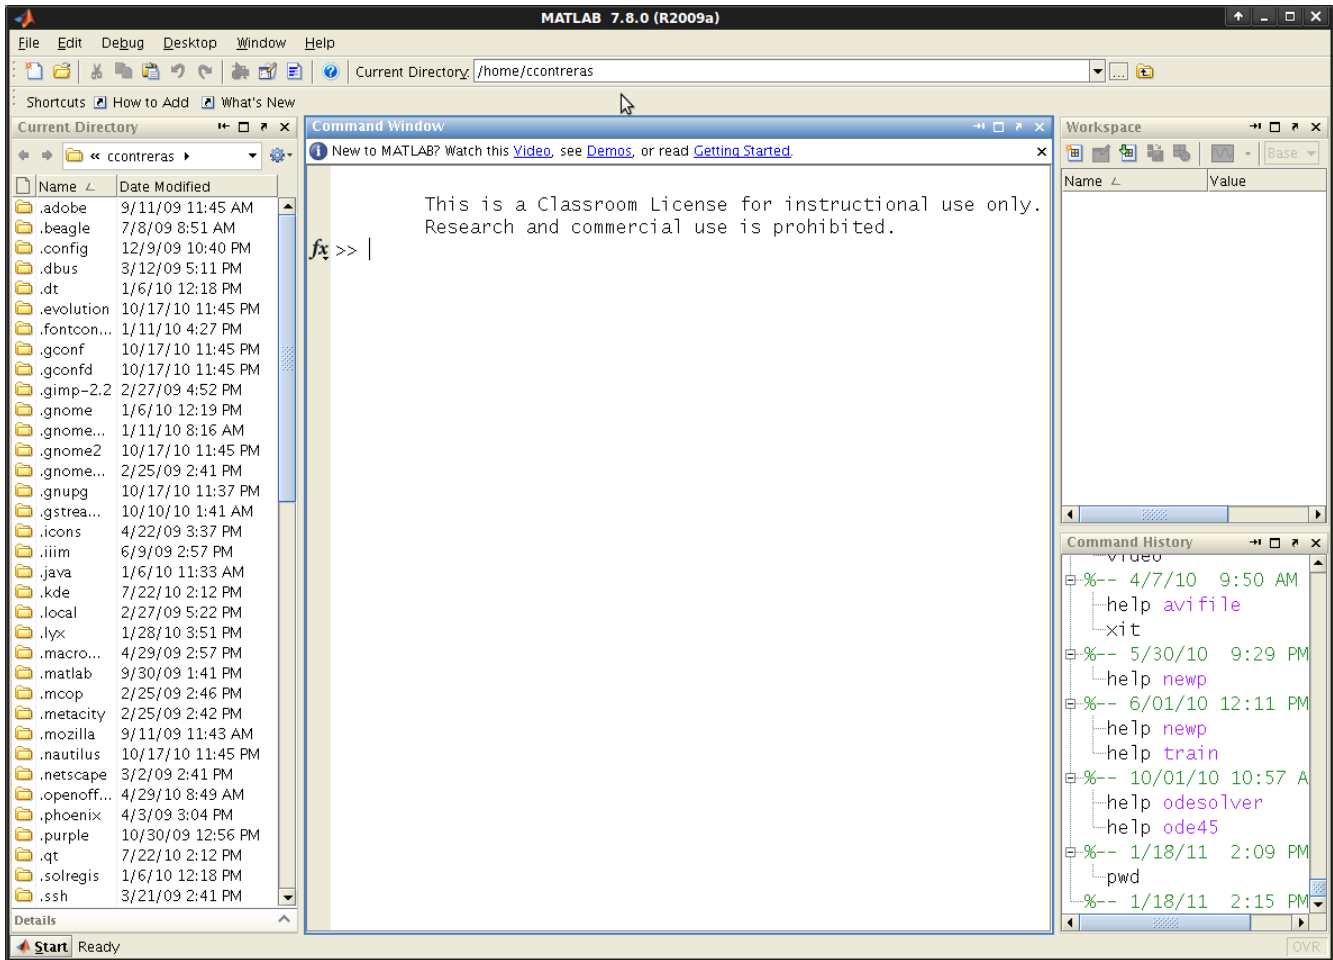 MATLAB 7.8.0 (R2009a)
File Edit Debug Desktop Window Help
Current Directory: /home/ccontreras
Shortcuts How to Add What's New
Current Directory
« ccontreras
Name Date Modified
.adobe 9/11/09 11:45 AM
.beagle 7/8/09 8:51 AM
.config 12/9/09 10:40 PM
.dbus 3/12/09 5:11 PM
.dt 1/6/10 12:18 PM
.evolution 10/17/10 11:45 PM
.fontcon... 1/11/10 4:27 PM
.gconf 10/17/10 11:45 PM
.gconfd 10/17/10 11:45 PM
.gimp-2.2 2/27/09 4:52 PM
.gnome 1/6/10 12:19 PM
.gnome... 1/11/10 8:16 AM
.gnome2 10/17/10 11:45 PM
.gnome... 2/25/09 2:41 PM
.gnupg 10/17/10 11:37 PM
.gstrea... 10/10/10 1:41 AM
.icons 4/22/09 3:37 PM
.iiim 6/9/09 2:57 PM
.java 1/6/10 11:33 AM
.kde 7/22/10 2:12 PM
.local 2/27/09 5:22 PM
.lyx 1/28/10 3:51 PM
.macro... 4/29/09 2:57 PM
.matlab 9/30/09 1:41 PM
.mcop 2/25/09 2:46 PM
.metacity 2/25/09 2:42 PM
.mozilla 9/11/09 11:43 AM
.nautilus 10/17/10 11:45 PM
.netscape 3/2/09 2:41 PM
.openoff... 4/29/10 8:49 AM
.phoenix 4/3/09 3:04 PM
.purple 10/30/09 12:56 PM
.qt 7/22/10 2:12 PM
.solregis 1/6/10 12:18 PM
.ssh 3/21/09 2:41 PM
Details
Command Window
New to MATLAB? Watch this Video, see Demos, or read Getting Started.
This is a Classroom License for instructional use only.
Research and commercial use is prohibited.
fx >>
Workspace
Base
Name Value
Command History
video
%-- 4/7/10 9:50 AM
help avifile
xit
%-- 5/30/10 9:29 PM
help newp
%-- 6/01/10 12:11 PM
help newp
help train
%-- 10/01/10 10:57 A
help odesolver
help ode45
%-- 1/18/11 2:09 PM
pwd
%-- 1/18/11 2:15 PM
Start Ready
OVR